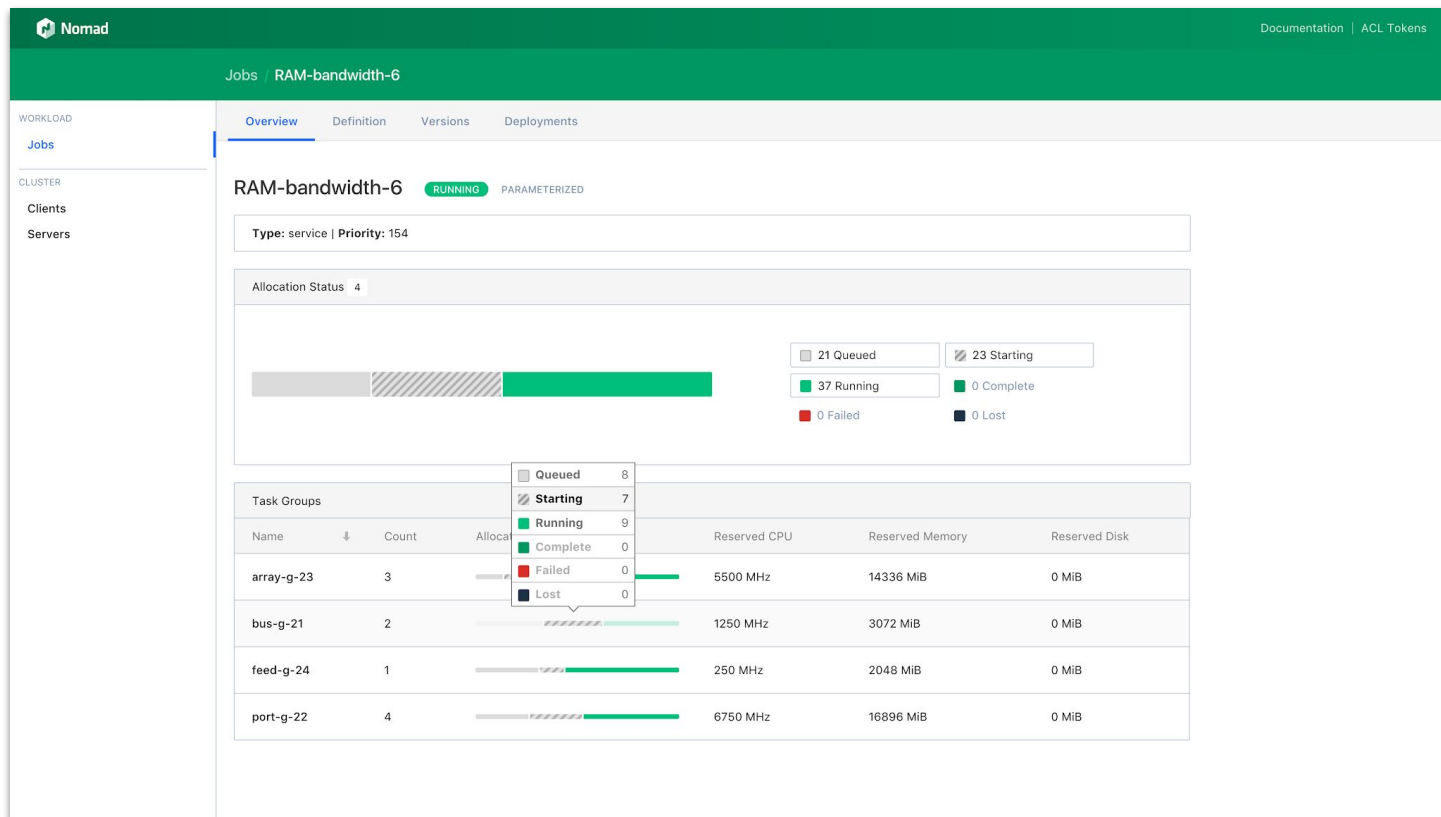 Nomad
Documentation | ACL Tokens
Jobs / RAM-bandwidth-6
WORKLOAD
Jobs
CLUSTER
Clients
Servers
Overview Definition Versions Deployments
RAM-bandwidth-6 RUNNING PARAMETERIZED
Type: service | Priority: 154
Allocation Status 4
21 Queued 23 Starting
37 Running 0 Complete
0 Failed 0 Lost
Queued 8
Starting 7
Running 9
Complete 0
Failed 0
Lost 0
Task Groups
Name Count Reserved CPU Reserved Memory Reserved Disk
array-g-23 3 5500 MHz 14336 MiB 0 MiB
bus-g-21 2 1250 MHz 3072 MiB 0 MiB
feed-g-24 1 250 MHz 2048 MiB 0 MiB
port-g-22 4 6750 MHz 16896 MiB 0 MiB